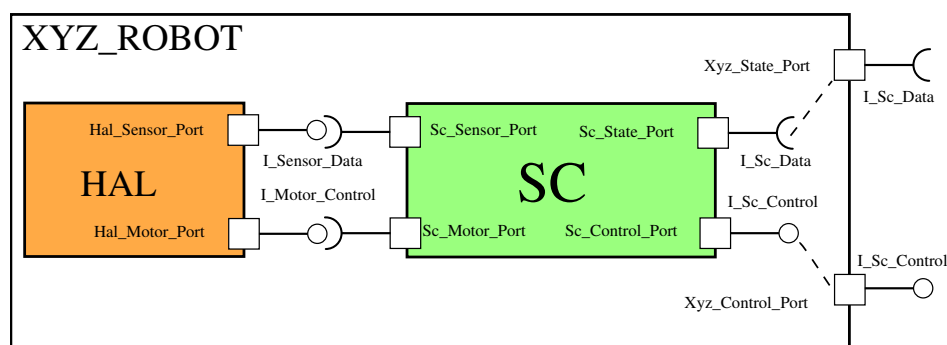 XYZ_ROBOT
Xyz_State_Port
I_Sc_Data
Hal_Sensor_Port
I_Sensor_Data
Sc_Sensor_Port
Sc_State_Port
I_Sc_Data
HAL
I_Motor_Control
SC
I_Sc_Control
Hal_Motor_Port
Sc_Motor_Port
Sc_Control_Port
I_Sc_Control
Xyz_Control_Port